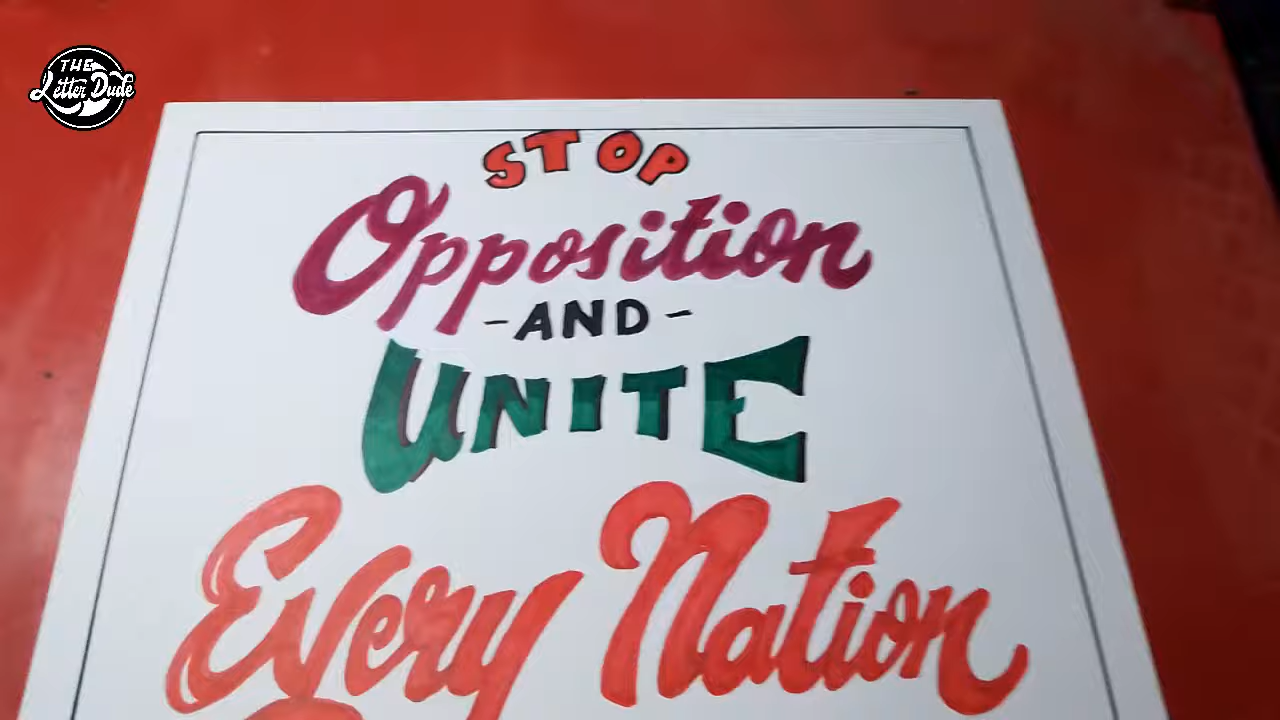 THE
Letter Dude
STOP
Opposition
-AND-
UNITE
Every Nation